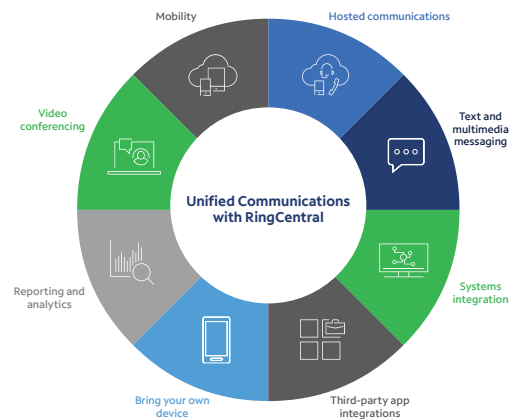 Mobility
Hosted communications
Video
conferencing
Text and
multimedia
messaging
Unified Communications
with RingCentral
Reporting and
analytics
Systems
integration
Bring your own
device
Third-party app
integrations